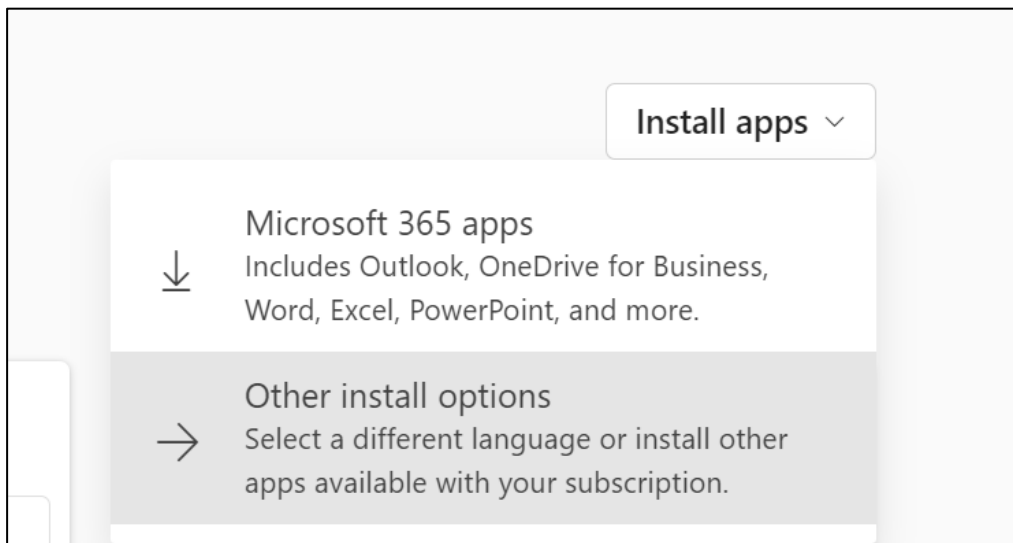 Install apps
Microsoft 365 apps
Includes Outlook, OneDrive for Business,
Word, Excel, PowerPoint, and more.
Other install options
Select a different language or install other
apps available with your subscription.